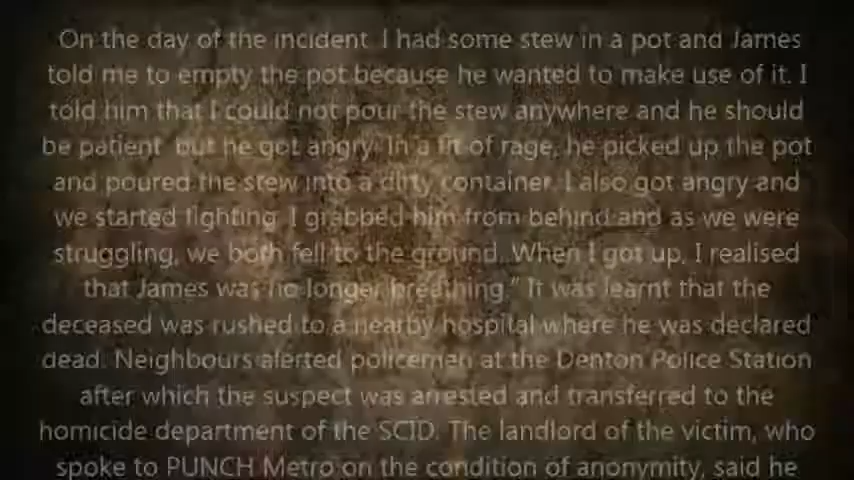 On the day of the incident I had some stew in a pot and James
told me to empty the pot because he wanted to make use of it. I
told him that I could not pour the stew anywhere and he should
be patient but he got angry. In a fit of rage, he picked up the pot
and poured the stew into a dirty container. I also got angry and
we started fighting. I grabbed him from behind and as we were
struggling, we both fell to the ground. When I got up, I realised
that James was no longer breathing.” It was learnt that the
deceased was rushed to a nearby hospital where he was declared
dead. Neighbours alerted policemen at the Denton Police Station
after which the suspect was arrested and transferred to the
homicide department of the SCID. The landlord of the victim, who
spoke to PUNCH Metro on the condition of anonymity, said he